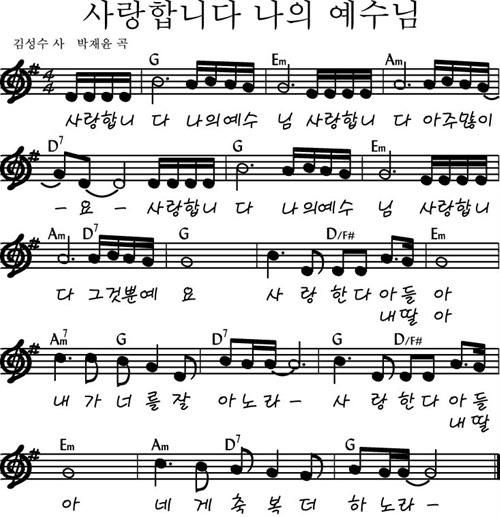 사랑합니다 나의 예수님
김성수 사 박재윤 곡
G Em Am
4/4
사랑합니 다 나의예수 님 사랑합니 다 아주많이
D7 G Em
- 요 - 사랑합니 다 나의예수 님 사랑합니
Am D7 G D/F# Em
다 그것뿐예 요 사 랑 한다 아들 아
내딸 아
Am7 G D7 G D/F#
내 가 너 를 잘 아노라- 사 랑 한다 아들
내딸
Em Am D7 G
아 네 게 축 복 더 하 노라-